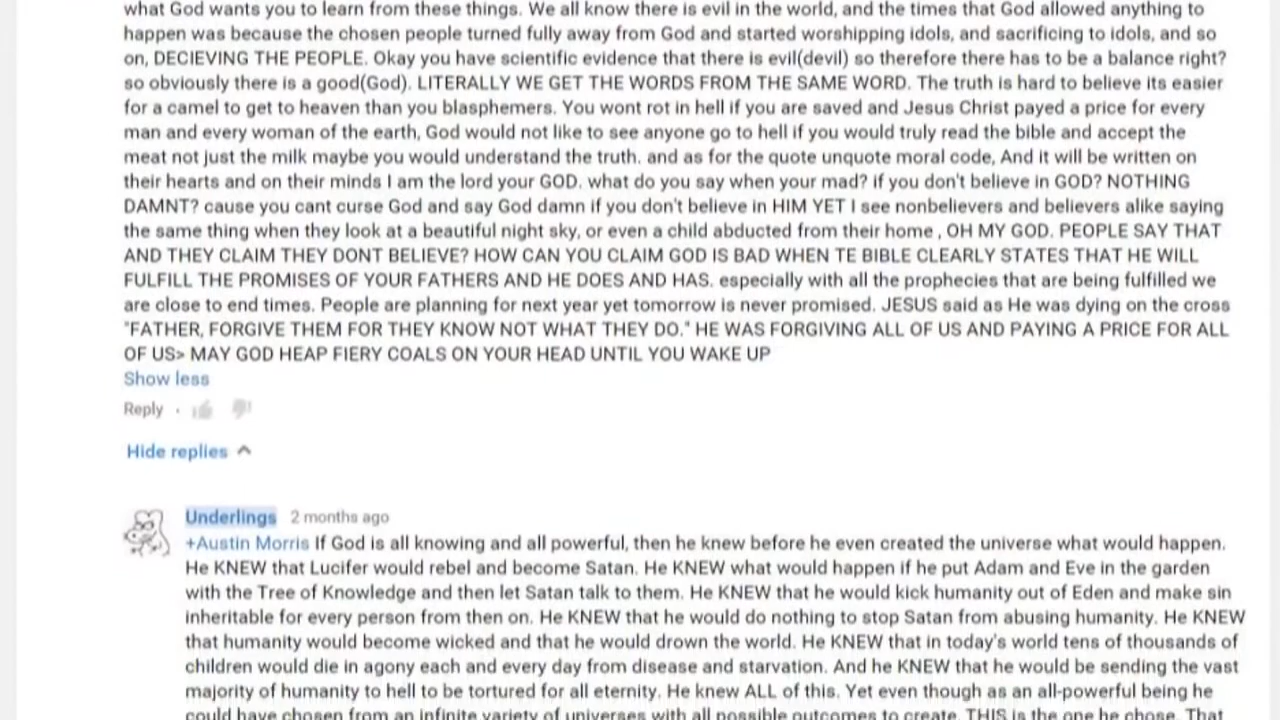 what God wants you to learn from these things. We all know there is evil in the world, and the times that God allowed anything to
happen was because the chosen people turned fully away from God and started worshipping idols, and sacrificing to idols, and so
on, DECIEVING THE PEOPLE. Okay you have scientific evidence that there is evil(devil) so therefore there has to be a balance right?
so obviously there is a good(God). LITERALLY WE GET THE WORDS FROM THE SAME WORD. The truth is hard to believe its easier
for a camel to get to heaven than you blasphemers. You wont rot in hell if you are saved and Jesus Christ payed a price for every
man and every woman of the earth, God would not like to see anyone go to hell if you would truly read the bible and accept the
meat not just the milk maybe you would understand the truth. and as for the quote unquote moral code, And it will be written on
their hearts and on their minds I am the lord your GOD. what do you say when your mad? if you don't believe in GOD? NOTHING
DAMNT? cause you cant curse God and say God damn if you don't believe in HIM YET I see nonbelievers and believers alike saying
the same thing when they look at a beautiful night sky, or even a child abducted from their home , OH MY GOD. PEOPLE SAY THAT
AND THEY CLAIM THEY DONT BELIEVE? HOW CAN YOU CLAIM GOD IS BAD WHEN TE BIBLE CLEARLY STATES THAT HE WILL
FULFILL THE PROMISES OF YOUR FATHERS AND HE DOES AND HAS. especially with all the prophecies that are being fulfilled we
are close to end times. People are planning for next year yet tomorrow is never promised. JESUS said as He was dying on the cross
"FATHER, FORGIVE THEM FOR THEY KNOW NOT WHAT THEY DO." HE WAS FORGIVING ALL OF US AND PAYING A PRICE FOR ALL
OF US> MAY GOD HEAP FIERY COALS ON YOUR HEAD UNTIL YOU WAKE UP
Show less
Reply ·
Hide replies
Underlings 2 months ago
+Austin Morris If God is all knowing and all powerful, then he knew before he even created the universe what would happen.
He KNEW that Lucifer would rebel and become Satan. He KNEW what would happen if he put Adam and Eve in the garden
with the Tree of Knowledge and then let Satan talk to them. He KNEW that he would kick humanity out of Eden and make sin
inheritable for every person from then on. He KNEW that he would do nothing to stop Satan from abusing humanity. He KNEW
that humanity would become wicked and that he would drown the world. He KNEW that in today's world tens of thousands of
children would die in agony each and every day from disease and starvation. And he KNEW that he would be sending the vast
majority of humanity to hell to be tortured for all eternity. He knew ALL of this. Yet even though as an all-powerful being he
could have chosen from an infinite variety of universes with all possible outcomes to create, THIS is the one he chose. That